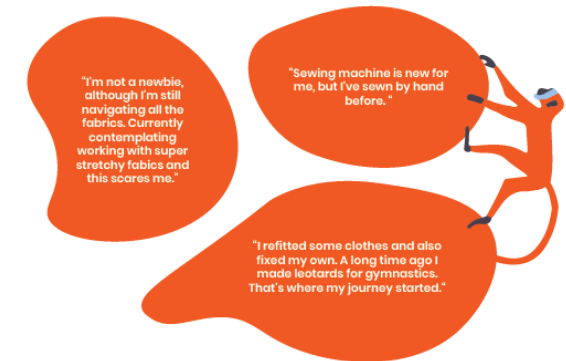 "I'm not a newbie,
although I'm still
navigating all the
fabrics. Currently
contemplating
working with super
stretchy fabics and
this scares me."
"Sewing machine is new for
me, but I've sewn by hand
before. "
"I refitted some clothes and also
fixed my own. A long time ago I
made leotards for gymnastics.
That's where my journey started."